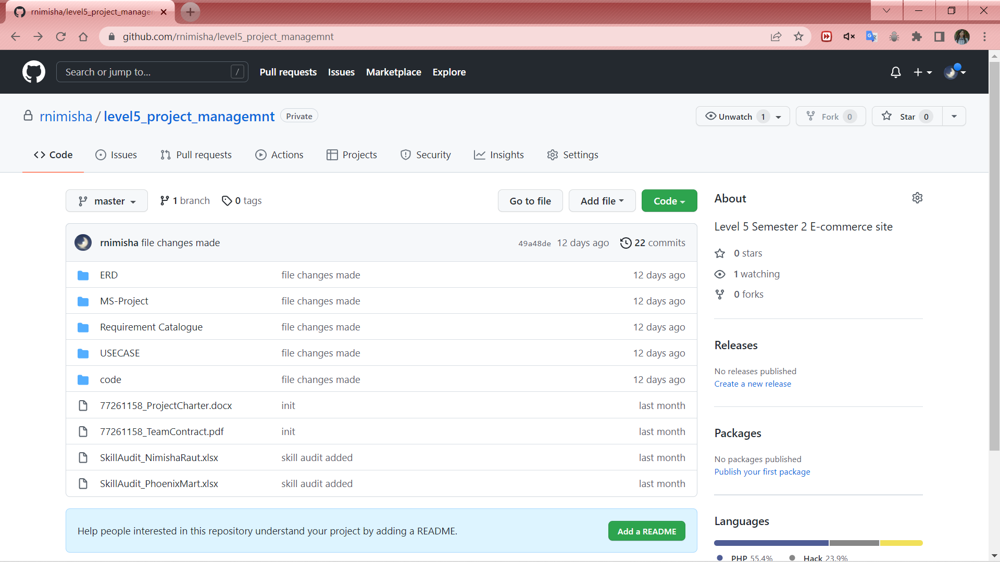 rnimisha/level5_project_managem
github.com/rnimisha/level5_project_managemnt
Search or jump to... /
Pull requests Issues Marketplace Explore
rnimisha / level5_project_managemnt Private
Unwatch 1 Fork 0 Star 0
Code Issues Pull requests Actions Projects Security Insights Settings
master 1 branch 0 tags Go to file Add file Code
rnimisha file changes made 49a48de 12 days ago 22 commits
ERD file changes made 12 days ago
MS-Project file changes made 12 days ago
Requirement Catalogue file changes made 12 days ago
USECASE file changes made 12 days ago
code file changes made 12 days ago
77261158_ProjectCharter.docx init last month
77261158_TeamContract.pdf init last month
SkillAudit_NimishaRaut.xlsx skill audit added last month
SkillAudit_PhoenixMart.xlsx skill audit added last month
Help people interested in this repository understand your project by adding a README. Add a README
About
Level 5 Semester 2 E-commerce site
0 stars
1 watching
0 forks
Releases
No releases published
Create a new release
Packages
No packages published
Publish your first package
Languages
PHP 55.4% Hack 23.9%